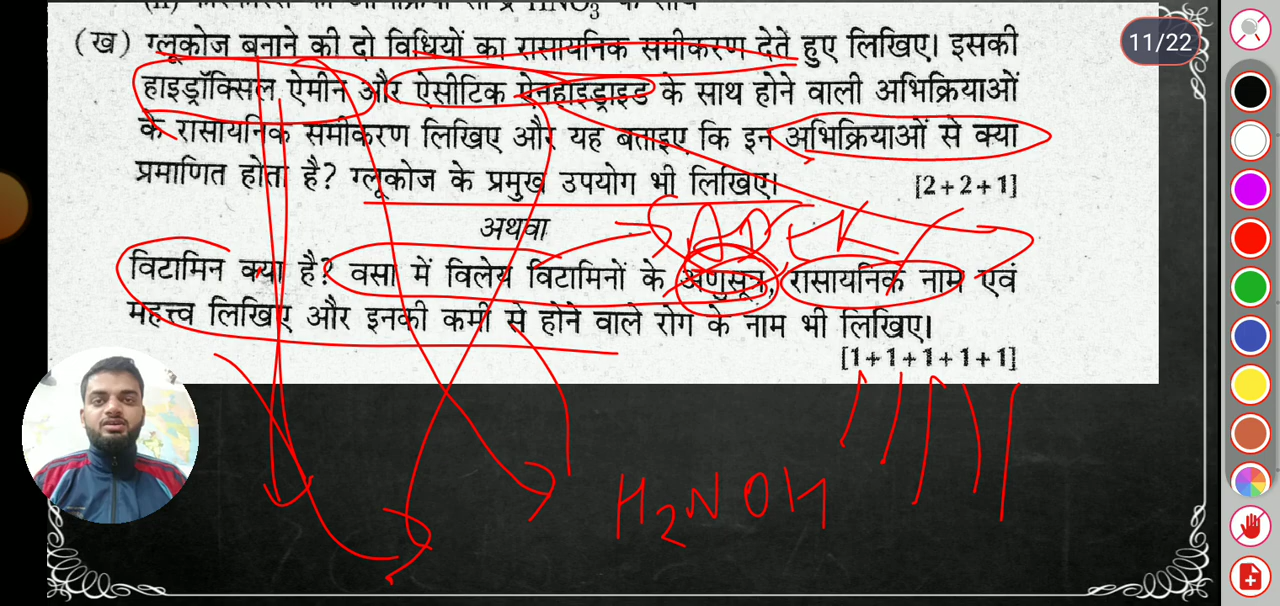 (ख) ग्लूकोज बनाने की दो विधियों का रासायनिक समीकरण देते हुए लिखिए। इसकी
11/22
हाइड्रॉक्सिल ऐमीन और ऐसीटिक ऐनहाइड्राइड के साथ होने वाली अभिक्रियाओं
के रासायनिक समीकरण लिखिए और यह बताइए कि इन अभिक्रियाओं से क्या
प्रमाणित होता है? ग्लूकोज के प्रमुख उपयोग भी लिखिए।
[2+2+1]
अथवा
विटामिन क्या है? वसा में विलेय विटामिनों के अणुसूत्र, रासायनिक नाम एवं
महत्त्व लिखिए और इनकी कमी से होने वाले रोग के नाम भी लिखिए।
[1+1+1+1+1]
H2NOH